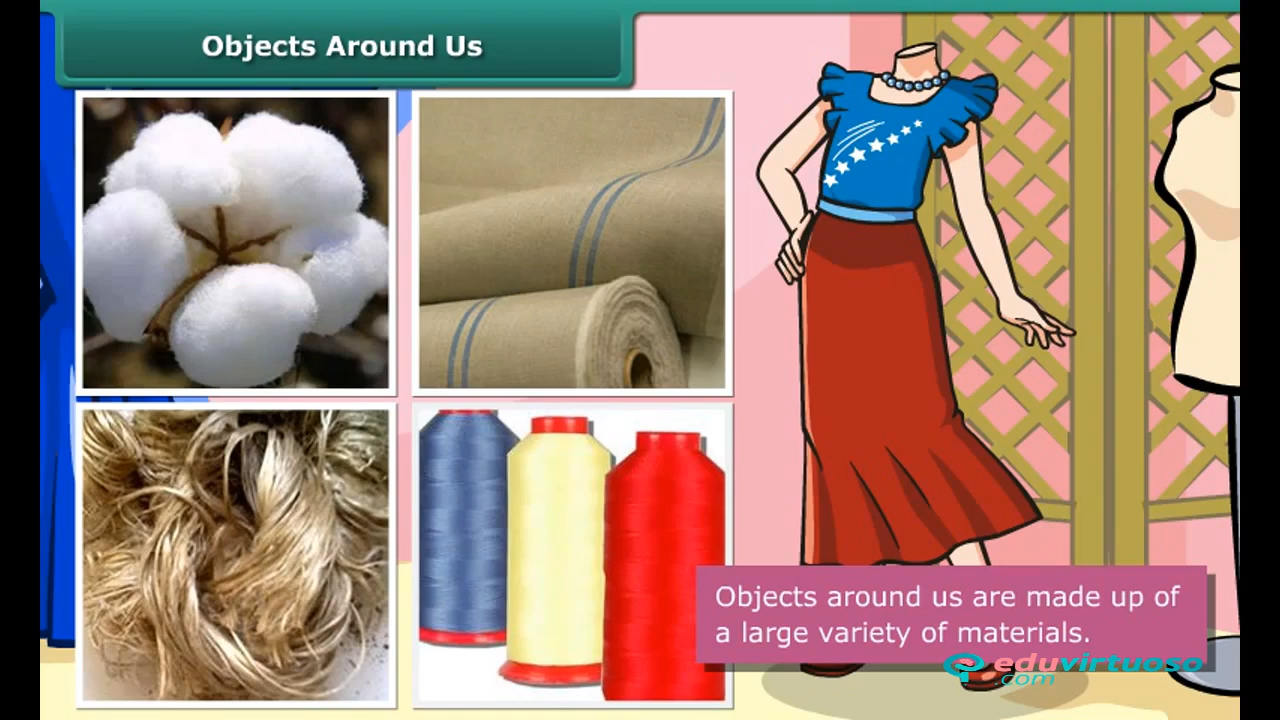 Objects Around Us
Objects around us are made up of
a large variety of materials.
eduvirtuoso
.com